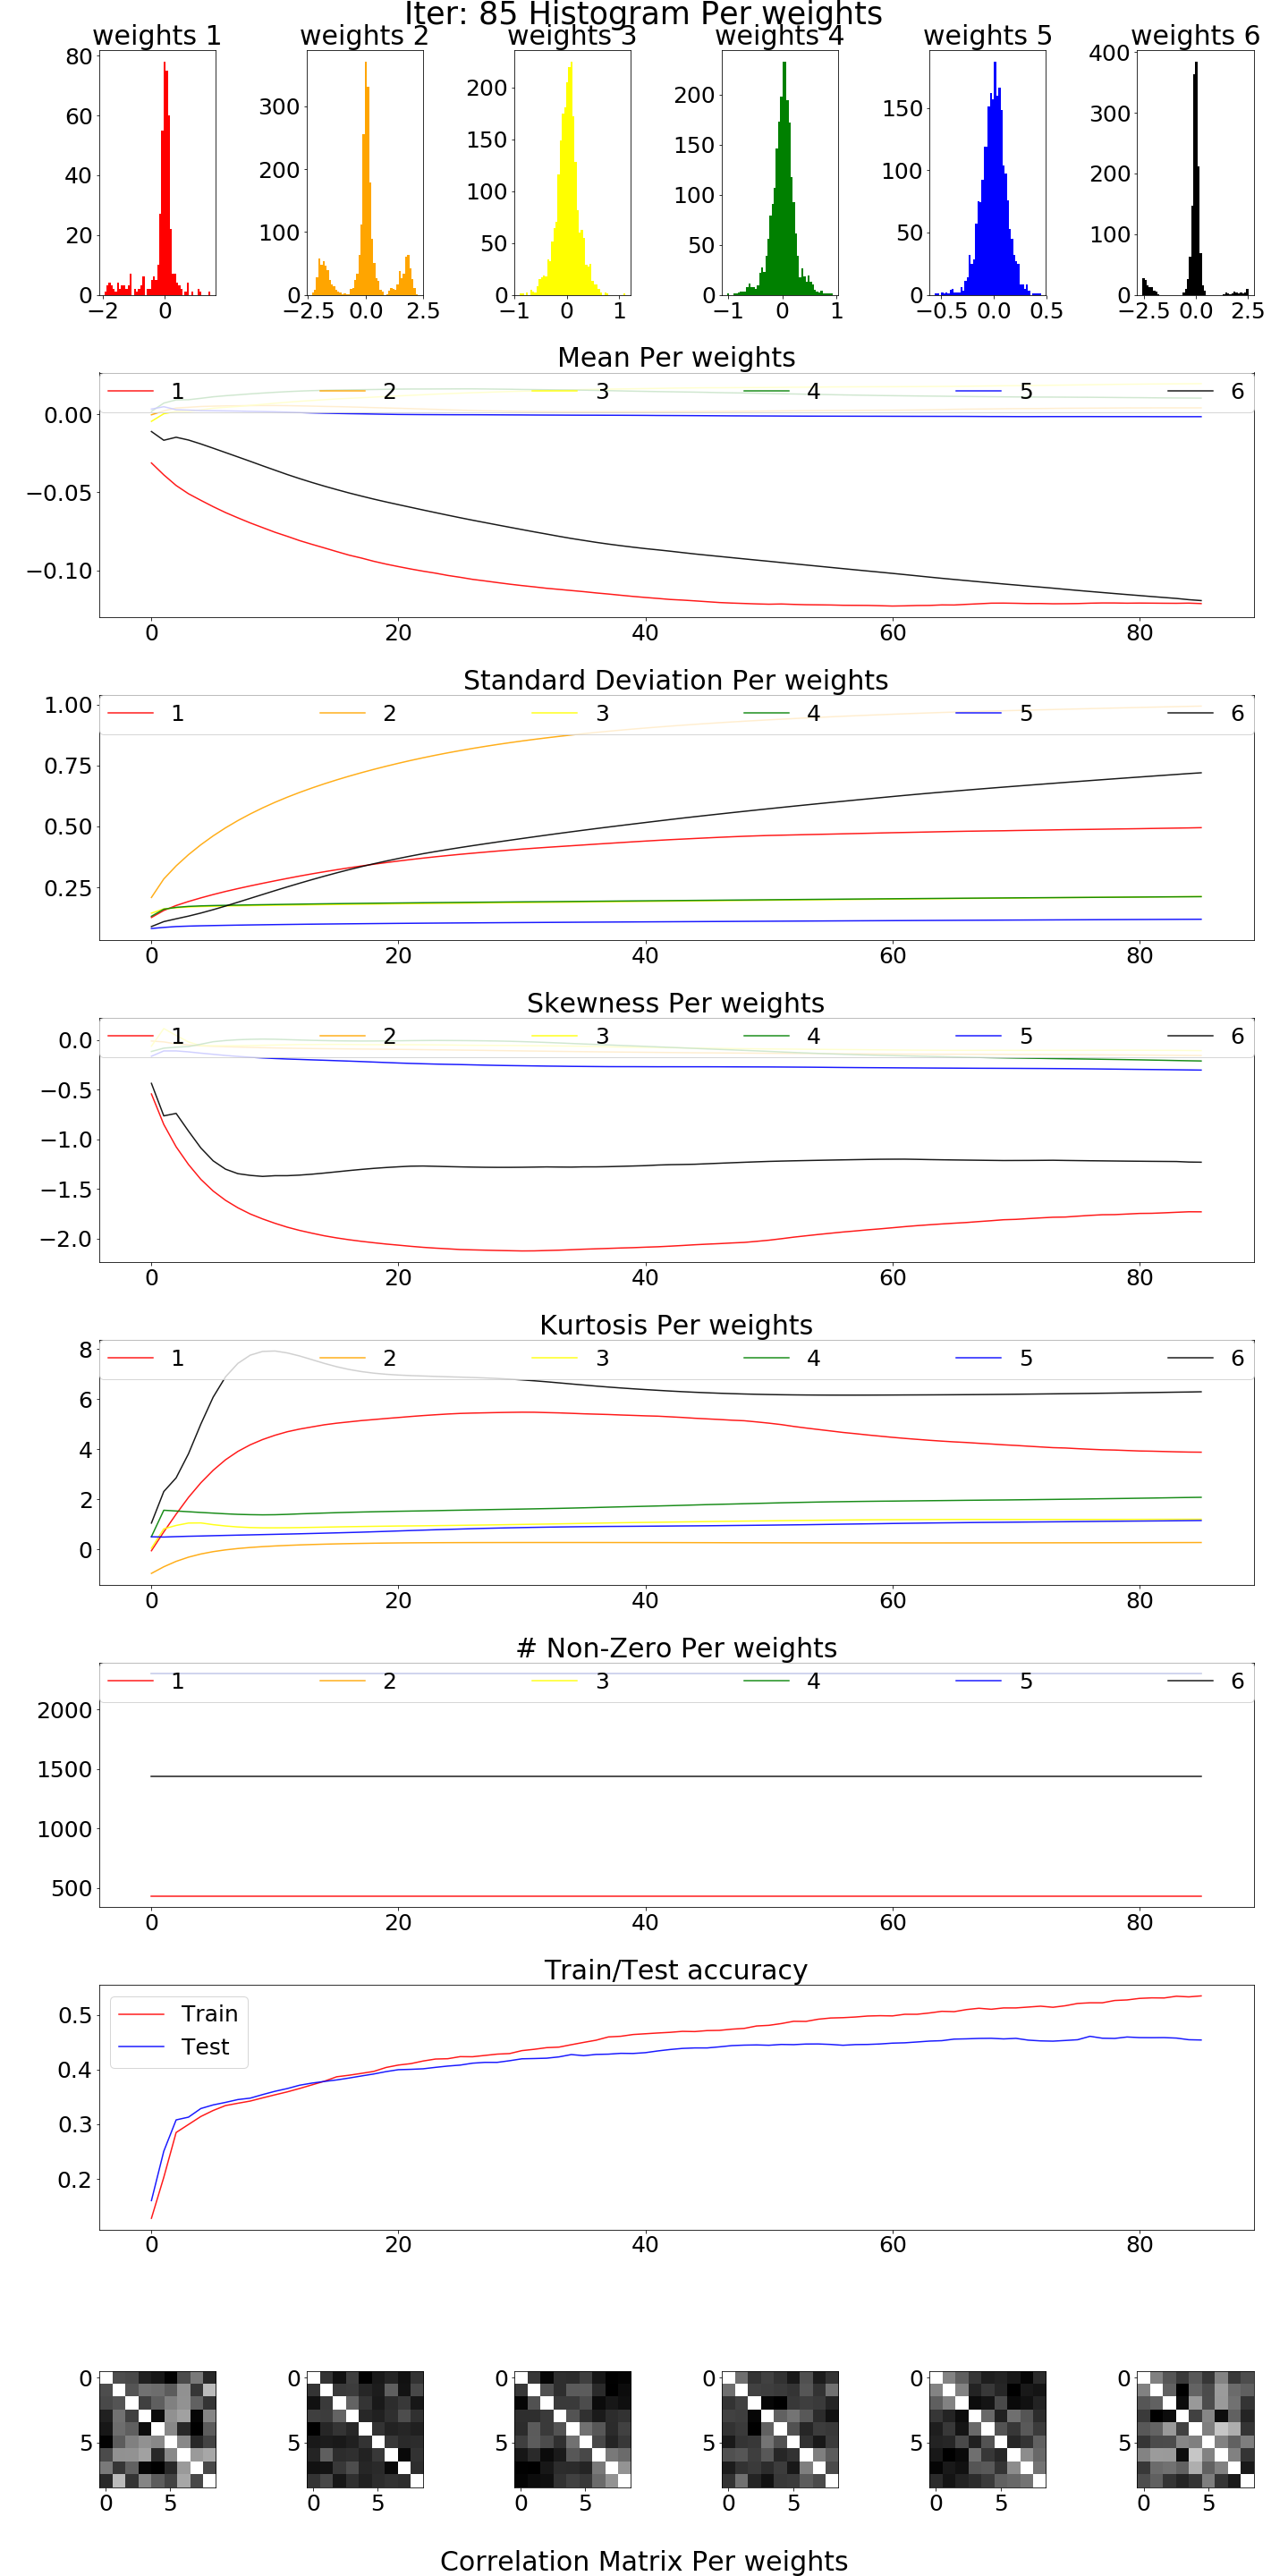 Iter: 85 Histogram Per weights
weights 1 weights 2 weights 3 weights 4 weights 5 weights 6
80 60 40 20 0 −2 0
300 200 100 0 −2.5 0.0 2.5
200 150 100 50 0 −1 0 1
200 150 100 50 0 −1 0 1
150 100 50 0 −0.5 0.0 0.5
400 300 200 100 0 −2.5 0.0 2.5
Mean Per weights
1 2 3 4 5 6
0.00
−0.05
−0.10
0 20 40 60 80
Standard Deviation Per weights
1 2 3 4 5 6
1.00
0.75
0.50
0.25
0 20 40 60 80
Skewness Per weights
1 2 3 4 5 6
0.0
−0.5
−1.0
−1.5
−2.0
0 20 40 60 80
Kurtosis Per weights
1 2 3 4 5 6
8
6
4
2
0
0 20 40 60 80
# Non-Zero Per weights
1 2 3 4 5 6
2000
1500
1000
500
0 20 40 60 80
Train/Test accuracy
Train
Test
0.5
0.4
0.3
0.2
0 20 40 60 80
0 0 0 0 0 0
5 5 5 5 5 5
0 5 0 5 0 5 0 5 0 5 0 5
Correlation Matrix Per weights